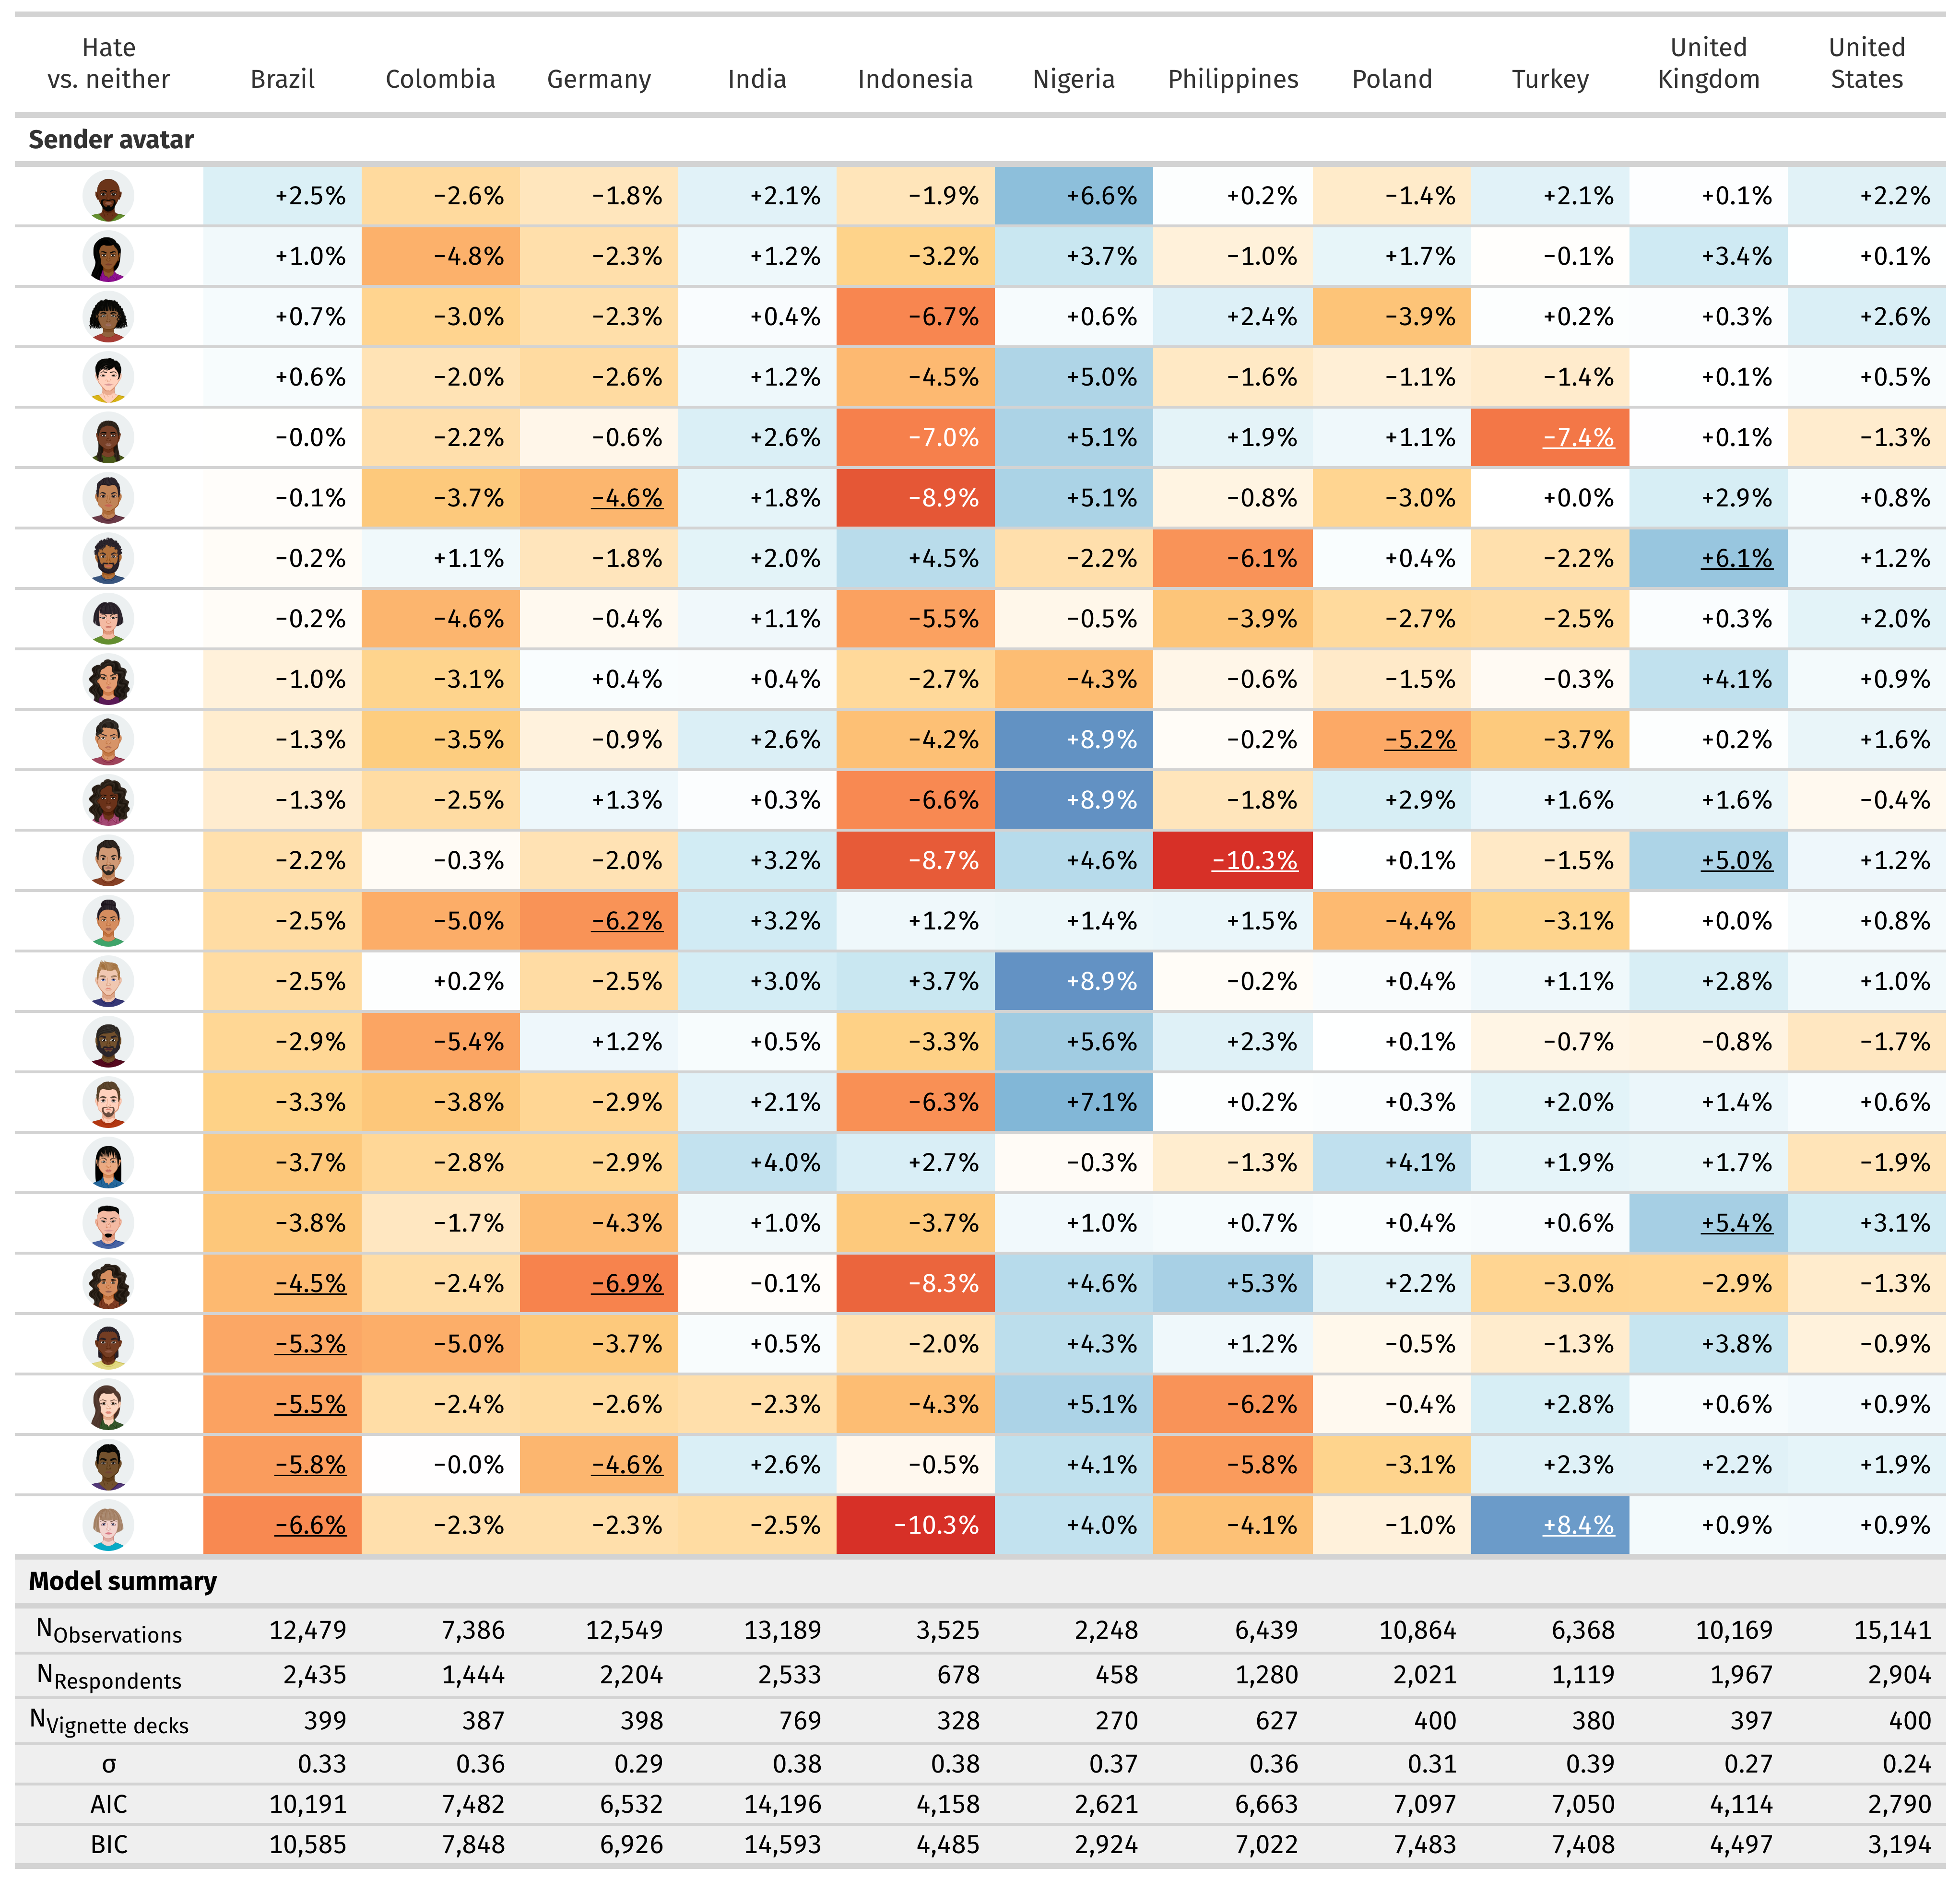 Hate vs. neither Brazil Colombia Germany India Indonesia Nigeria Philippines Poland Turkey United Kingdom United States
Sender avatar
+2.5% −2.6% −1.8% +2.1% −1.9% +6.6% +0.2% −1.4% +2.1% +0.1% +2.2%
+1.0% −4.8% −2.3% +1.2% −3.2% +3.7% −1.0% +1.7% −0.1% +3.4% +0.1%
+0.7% −3.0% −2.3% +0.4% −6.7% +0.6% +2.4% −3.9% +0.2% +0.3% +2.6%
+0.6% −2.0% −2.6% +1.2% −4.5% +5.0% −1.6% −1.1% −1.4% +0.1% +0.5%
−0.0% −2.2% −0.6% +2.6% −7.0% +5.1% +1.9% +1.1% −7.4% +0.1% −1.3%
−0.1% −3.7% −4.6% +1.8% −8.9% +5.1% −0.8% −3.0% +0.0% +2.9% +0.8%
−0.2% +1.1% −1.8% +2.0% +4.5% −2.2% −6.1% +0.4% −2.2% +6.1% +1.2%
−0.2% −4.6% −0.4% +1.1% −5.5% −0.5% −3.9% −2.7% −2.5% +0.3% +2.0%
−1.0% −3.1% +0.4% +0.4% −2.7% −4.3% −0.6% −1.5% −0.3% +4.1% +0.9%
−1.3% −3.5% −0.9% +2.6% −4.2% +8.9% −0.2% −5.2% −3.7% +0.2% +1.6%
−1.3% −2.5% +1.3% +0.3% −6.6% +8.9% −1.8% +2.9% +1.6% +1.6% −0.4%
−2.2% −0.3% −2.0% +3.2% −8.7% +4.6% −10.3% +0.1% −1.5% +5.0% +1.2%
−2.5% −5.0% −6.2% +3.2% +1.2% +1.4% +1.5% −4.4% −3.1% +0.0% +0.8%
−2.5% +0.2% −2.5% +3.0% +3.7% +8.9% −0.2% +0.4% +1.1% +2.8% +1.0%
−2.9% −5.4% +1.2% +0.5% −3.3% +5.6% +2.3% +0.1% −0.7% −0.8% −1.7%
−3.3% −3.8% −2.9% +2.1% −6.3% +7.1% +0.2% +0.3% +2.0% +1.4% +0.6%
−3.7% −2.8% −2.9% +4.0% +2.7% −0.3% −1.3% +4.1% +1.9% +1.7% −1.9%
−3.8% −1.7% −4.3% +1.0% −3.7% +1.0% +0.7% +0.4% +0.6% +5.4% +3.1%
−4.5% −2.4% −6.9% −0.1% −8.3% +4.6% +5.3% +2.2% −3.0% −2.9% −1.3%
−5.3% −5.0% −3.7% +0.5% −2.0% +4.3% +1.2% −0.5% −1.3% +3.8% −0.9%
−5.5% −2.4% −2.6% −2.3% −4.3% +5.1% −6.2% −0.4% +2.8% +0.6% +0.9%
−5.8% −0.0% −4.6% +2.6% −0.5% +4.1% −5.8% −3.1% +2.3% +2.2% +1.9%
−6.6% −2.3% −2.3% −2.5% −10.3% +4.0% −4.1% −1.0% +8.4% +0.9% +0.9%
Model summary
NObservations 12,479 7,386 12,549 13,189 3,525 2,248 6,439 10,864 6,368 10,169 15,141
NRespondents 2,435 1,444 2,204 2,533 678 458 1,280 2,021 1,119 1,967 2,904
NVignette decks 399 387 398 769 328 270 627 400 380 397 400
σ 0.33 0.36 0.29 0.38 0.38 0.37 0.36 0.31 0.39 0.27 0.24
AIC 10,191 7,482 6,532 14,196 4,158 2,621 6,663 7,097 7,050 4,114 2,790
BIC 10,585 7,848 6,926 14,593 4,485 2,924 7,022 7,483 7,408 4,497 3,194